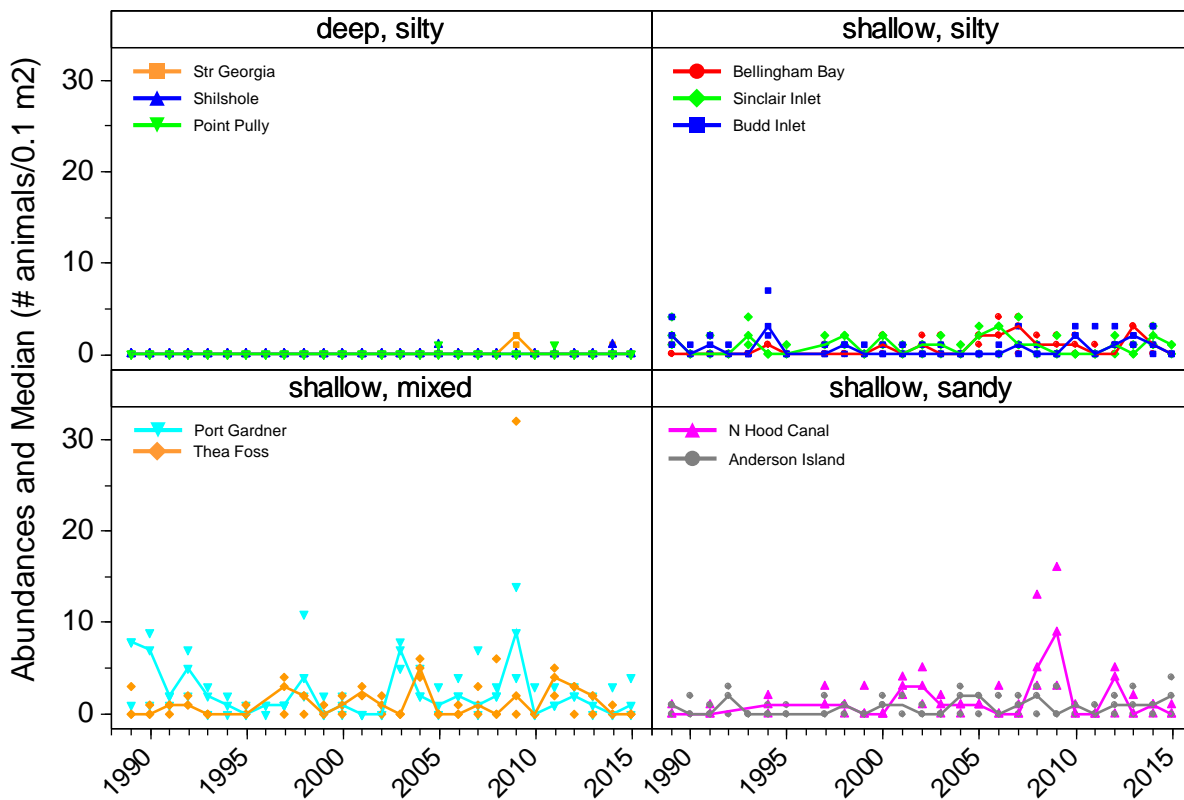 Abundances and Median (# animals/0.1 m2)
deep, silty
30
20
10
0
Str Georgia
Shilshole
Point Pully
shallow, silty
Bellingham Bay
Sinclair Inlet
Budd Inlet
shallow, mixed
30
20
10
0
Port Gardner
Thea Foss
shallow, sandy
N Hood Canal
Anderson Island
1990 1995 2000 2005 2010 2015
1990 1995 2000 2005 2010 2015